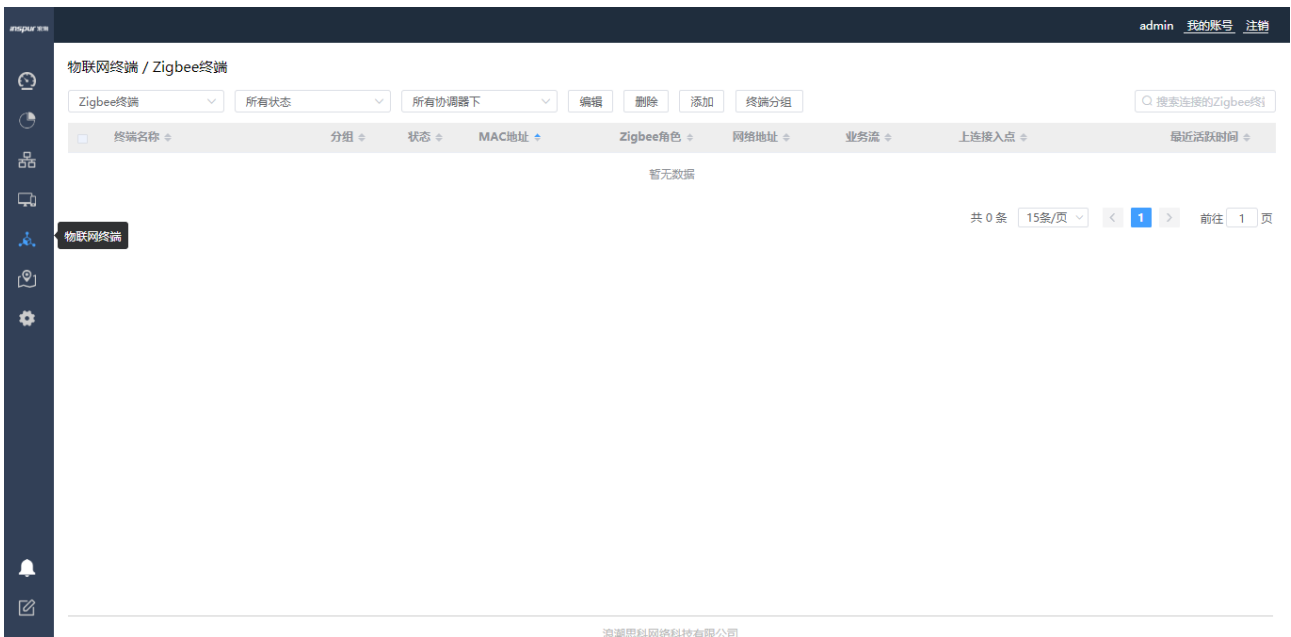 inspur 浪潮
admin 我的账号 注销
物联网终端 / Zigbee终端
Zigbee终端 所有状态 所有协调器下 编辑 删除 添加 终端分组 搜索连接的Zigbee终
终端名称 分组 状态 MAC地址 Zigbee角色 网络地址 业务流 上连接入点 最近活跃时间
暂无数据
共 0 条 15条/页 < 1 > 前往 1 页
物联网终端
浪潮思科网络科技有限公司